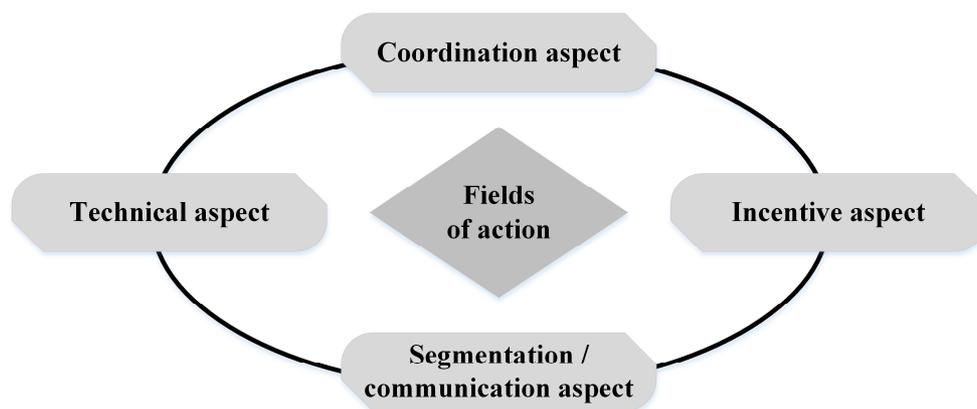 Coordination aspect
Technical aspect
Fields
of action
Incentive aspect
Segmentation /
communication aspect